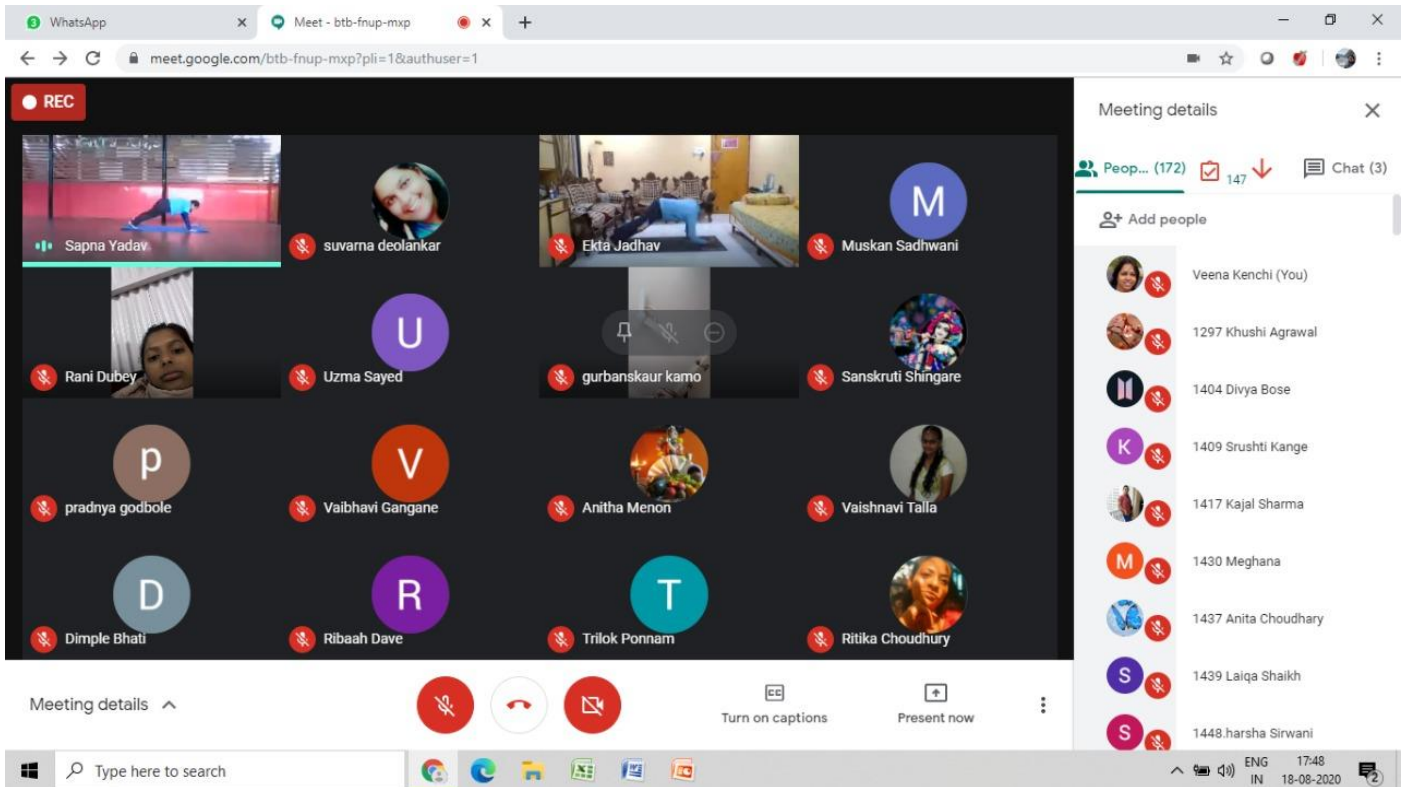 3 WhatsApp
Meet - btb-fnup-mxp
meet.google.com/btb-fnup-mxp?pli=1&authuser=1
REC
Sapna Yadav
suvarna deolankar
Ekta Jadhav
M
Muskan Sadhwani
Rani Dubey
U
Uzma Sayed
gurbanskaur kamo
Sanskruti Shingare
p
pradnya godbole
V
Vaibhavi Gangane
Anitha Menon
Vaishnavi Talla
D
Dimple Bhati
R
Ribaah Dave
T
Trilok Ponnam
Ritika Choudhury
Meeting details
CC
Turn on captions
Present now
Meeting details
Peop... (172)
147
Chat (3)
Add people
Veena Kenchi (You)
1297 Khushi Agrawal
1404 Divya Bose
K
1409 Srushti Kange
1417 Kajal Sharma
M
1430 Meghana
1437 Anita Choudhary
S
1439 Laiqa Shaikh
S
1448.harsha Sirwani
Type here to search
ENG
IN
17:48
18-08-2020
2